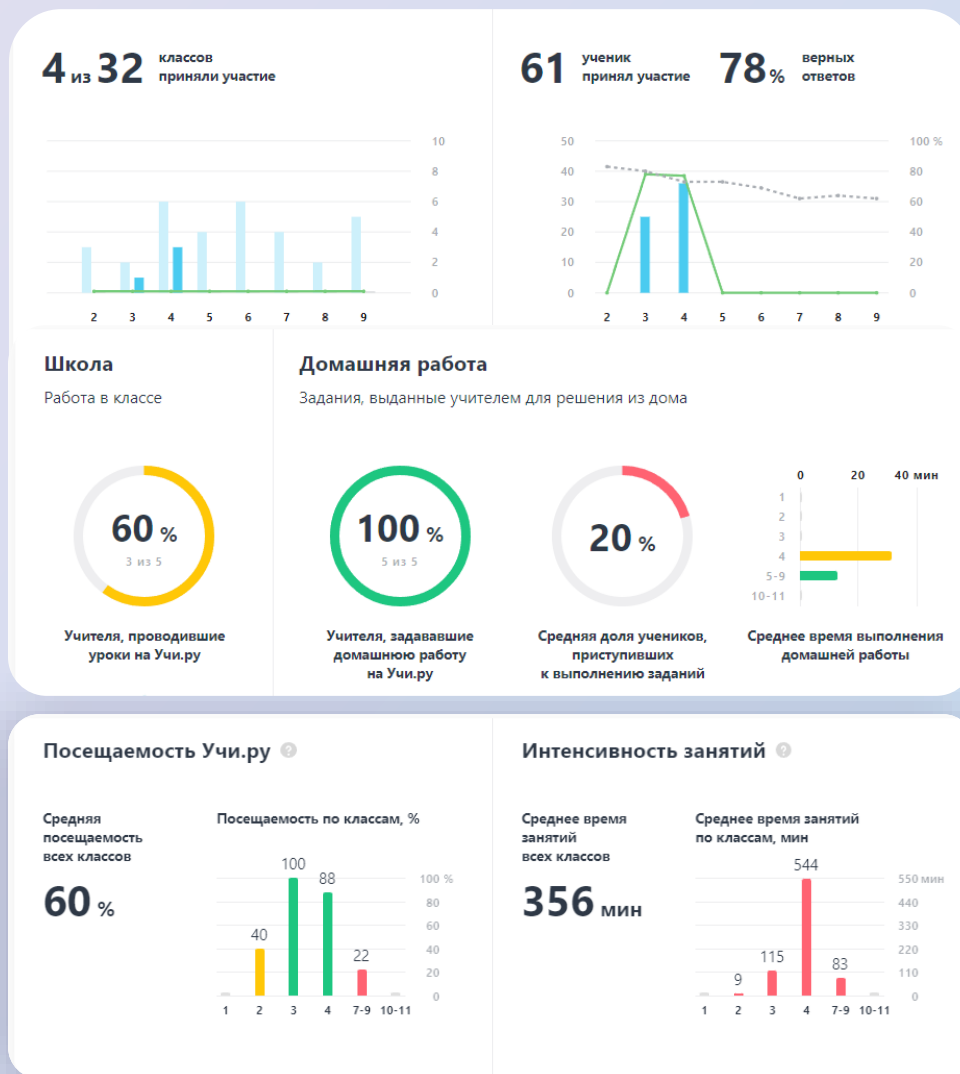 4 из 32 классов
приняли участие
61 ученик
принял участие
78 % верных
ответов
10
8
6
4
2
0
2 3 4 5 6 7 8 9
50
40
30
20
10
0
100 %
80
60
40
20
0
2 3 4 5 6 7 8 9
Школа
Работа в классе
60 %
3 из 5
Учителя, проводившие
уроки на Учи.ру
Домашняя работа
Задания, выданные учителем для решения из дома
100 %
5 из 5
Учителя, задававшие
домашнюю работу
на Учи.ру
20 %
Средняя доля учеников,
приступивших
к выполнению заданий
0 20 40 мин
1
2
3
4
5-9
10-11
Среднее время выполнения
домашней работы
Посещаемость Учи.ру ?
Средняя
посещаемость
всех классов
60 %
Посещаемость по классам, %
100
88
40
22
100 %
80
60
40
20
0
1 2 3 4 7-9 10-11
Интенсивность занятий ?
Среднее время
занятий
всех классов
356 мин
Среднее время занятий
по классам, мин
544
115
83
9
550 мин
440
330
220
110
0
1 2 3 4 7-9 10-11